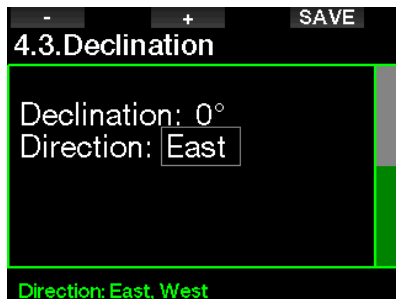 - + SAVE
4.3.Declination
Declination: 0°
Direction: East
Direction: East, West